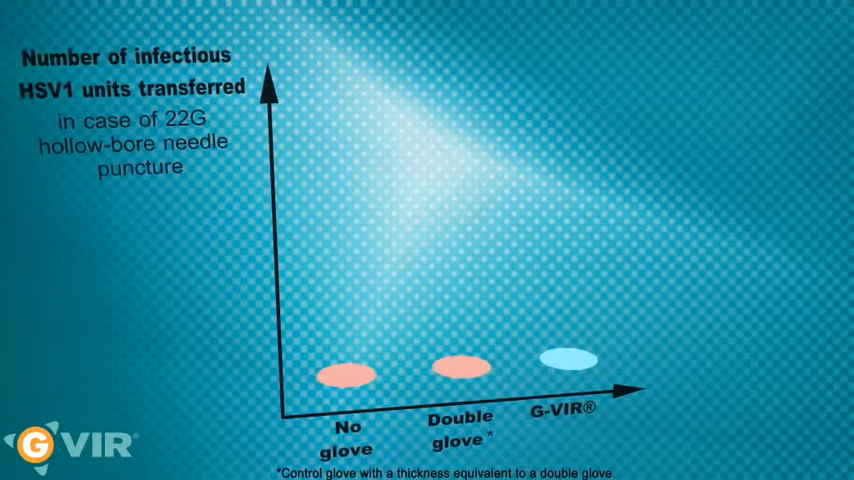 Number of infectious
HSV1 units transferred
in case of 22G
hollow-bore needle
puncture
No
glove
Double
glove *
G-VIR®
G VIR®
*Control glove with a thickness equivalent to a double glove.